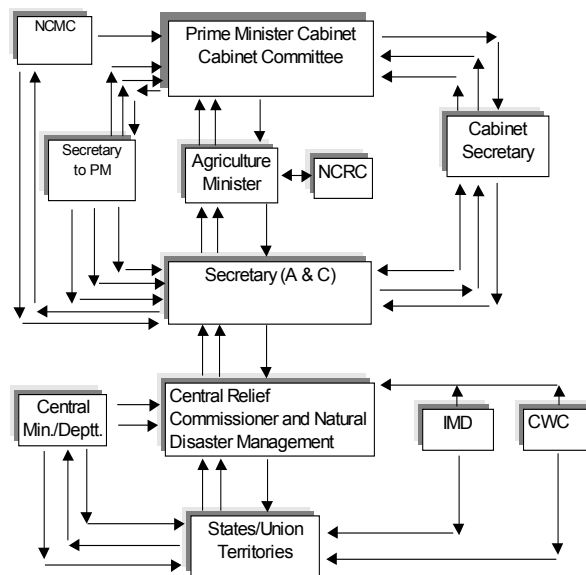 NCMC
Prime Minister Cabinet
Cabinet Committee
Secretary
to PM
Agriculture
Minister
NCRC
Cabinet
Secretary
Secretary (A & C)
Central
Min./Deptt.
Central Relief
Commissioner and Natural
Disaster Management
IMD
CWC
States/Union
Territories